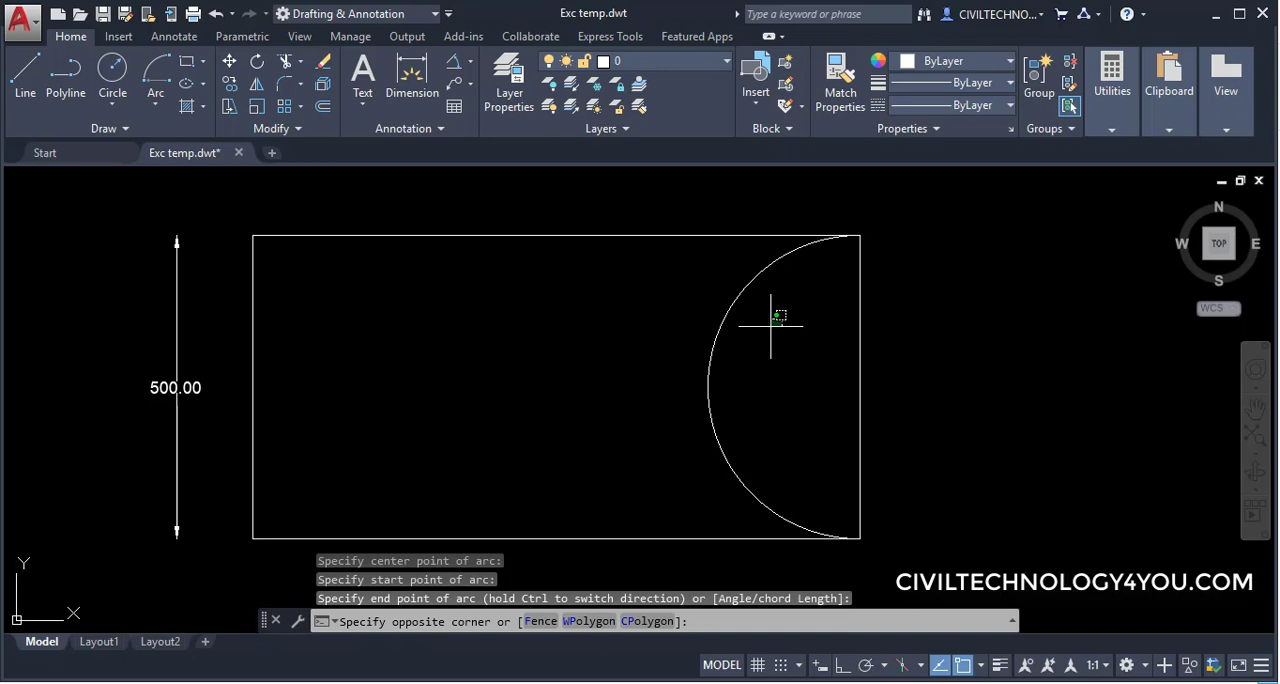 Drafting & Annotation
Exc temp.dwt
Type a keyword or phrase
CIVILTECHNO...
Home Insert Annotate Parametric View Manage Output Add-ins Collaborate Express Tools Featured Apps
Line Polyline Circle Arc
Text Dimension
Layer Properties
0
Insert
Match Properties
ByLayer
ByLayer
ByLayer
Group
Utilities Clipboard View
Draw Modify Annotation Layers Block Properties Groups
Start Exc temp.dwt*
N
W TOP E
S
WCS
500.00
Y
X
Specify center point of arc:
Specify start point of arc:
Specify end point of arc (hold Ctrl to switch direction) or [Angle/chord Length]:
Specify opposite corner or [Fence WPolygon CPolygon]:
CIVILTECHNOLOGY4YOU.COM
Model Layout1 Layout2 +
MODEL 1:1